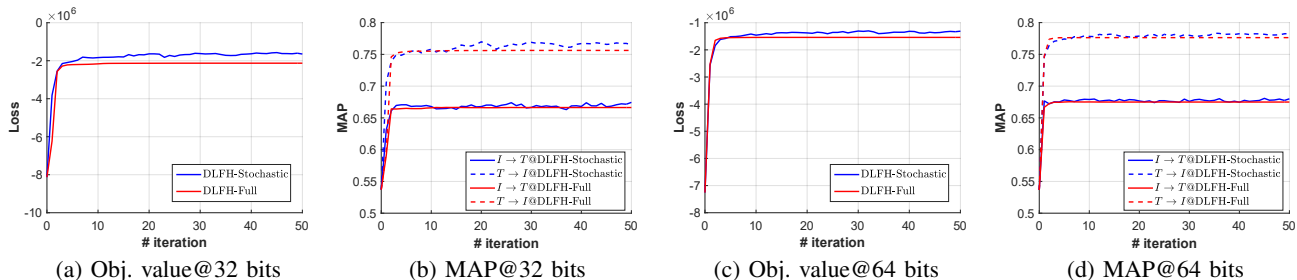 ×10⁶
0
-2
-4
-6
-8
-10
Loss
0 10 20 30 40 50
# iteration
DLFH-Stochastic
DLFH-Full
(a) Obj. value@32 bits
0.8
0.75
0.7
0.65
0.6
0.55
0.5
MAP
0 10 20 30 40 50
# iteration
I → T@DLFH-Stochastic
T → I@DLFH-Stochastic
I → T@DLFH-Full
T → I@DLFH-Full
(b) MAP@32 bits
×10⁶
0
-1
-2
-3
-4
-5
-6
-7
-8
Loss
0 10 20 30 40 50
# iteration
DLFH-Stochastic
DLFH-Full
(c) Obj. value@64 bits
0.8
0.75
0.7
0.65
0.6
0.55
0.5
MAP
0 10 20 30 40 50
# iteration
I → T@DLFH-Stochastic
T → I@DLFH-Stochastic
I → T@DLFH-Full
T → I@DLFH-Full
(d) MAP@64 bits